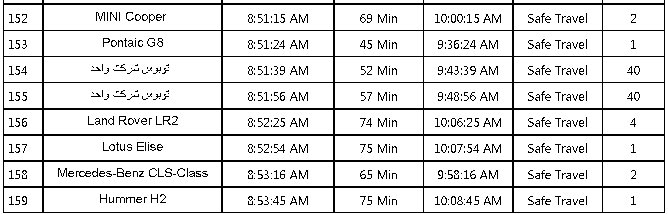 152 MINI Cooper 8:51:15 AM 69 Min 10:00:15 AM Safe Travel 2
153 Pontaic G8 8:51:24 AM 45 Min 9:36:24 AM Safe Travel 1
154 توبوس شرکت واحد 8:51:39 AM 52 Min 9:43:39 AM Safe Travel 40
155 توبوس شرکت واحد 8:51:56 AM 57 Min 9:48:56 AM Safe Travel 40
156 Land Rover LR2 8:52:25 AM 74 Min 10:06:25 AM Safe Travel 4
157 Lotus Elise 8:52:54 AM 75 Min 10:07:54 AM Safe Travel 1
158 Mercedes-Benz CLS-Class 8:53:16 AM 65 Min 9:58:16 AM Safe Travel 2
159 Hummer H2 8:53:45 AM 75 Min 10:08:45 AM Safe Travel 1